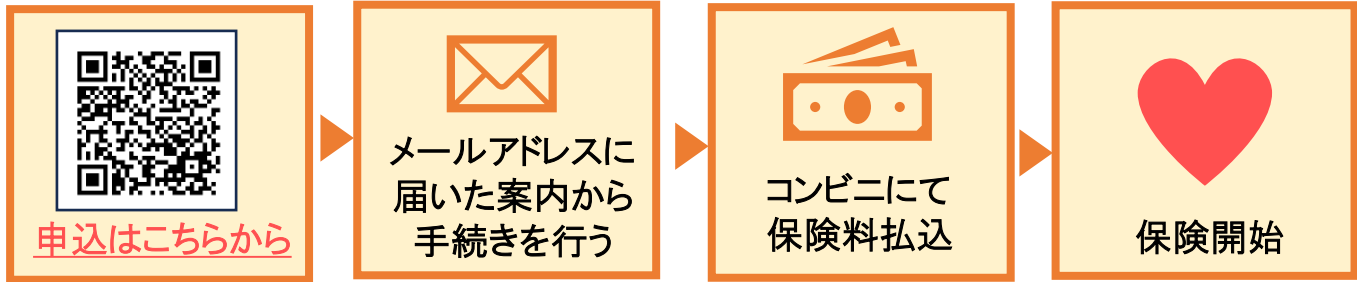 申込はこちらから
メールアドレスに
届いた案内から
手続きを行う
コンビニにて
保険料払込
保険開始